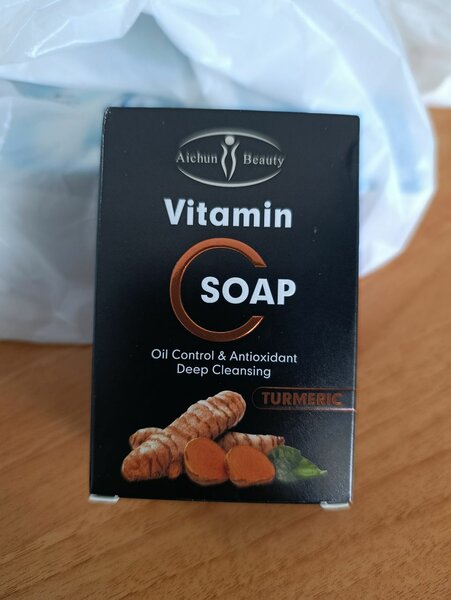 Aichun Beauty
Vitamin
C SOAP
Oil Control & Antioxidant
Deep Cleansing
TURMERIC